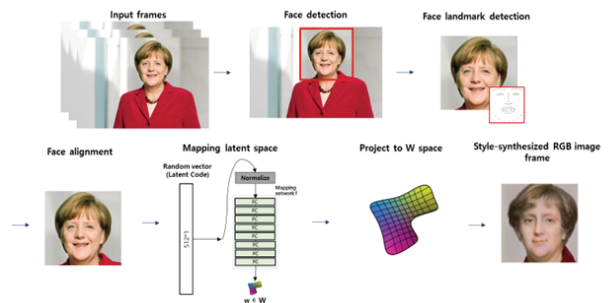 Input frames
Face detection
Face landmark detection
Face alignment
Mapping latent space
Project to W space
Style-synthesized RGB image
frame
Random vector
(Latent Code)
512*1
Normalize
Mapping
network f
FC
FC
FC
FC
FC
FC
FC
FC
w ∈ W